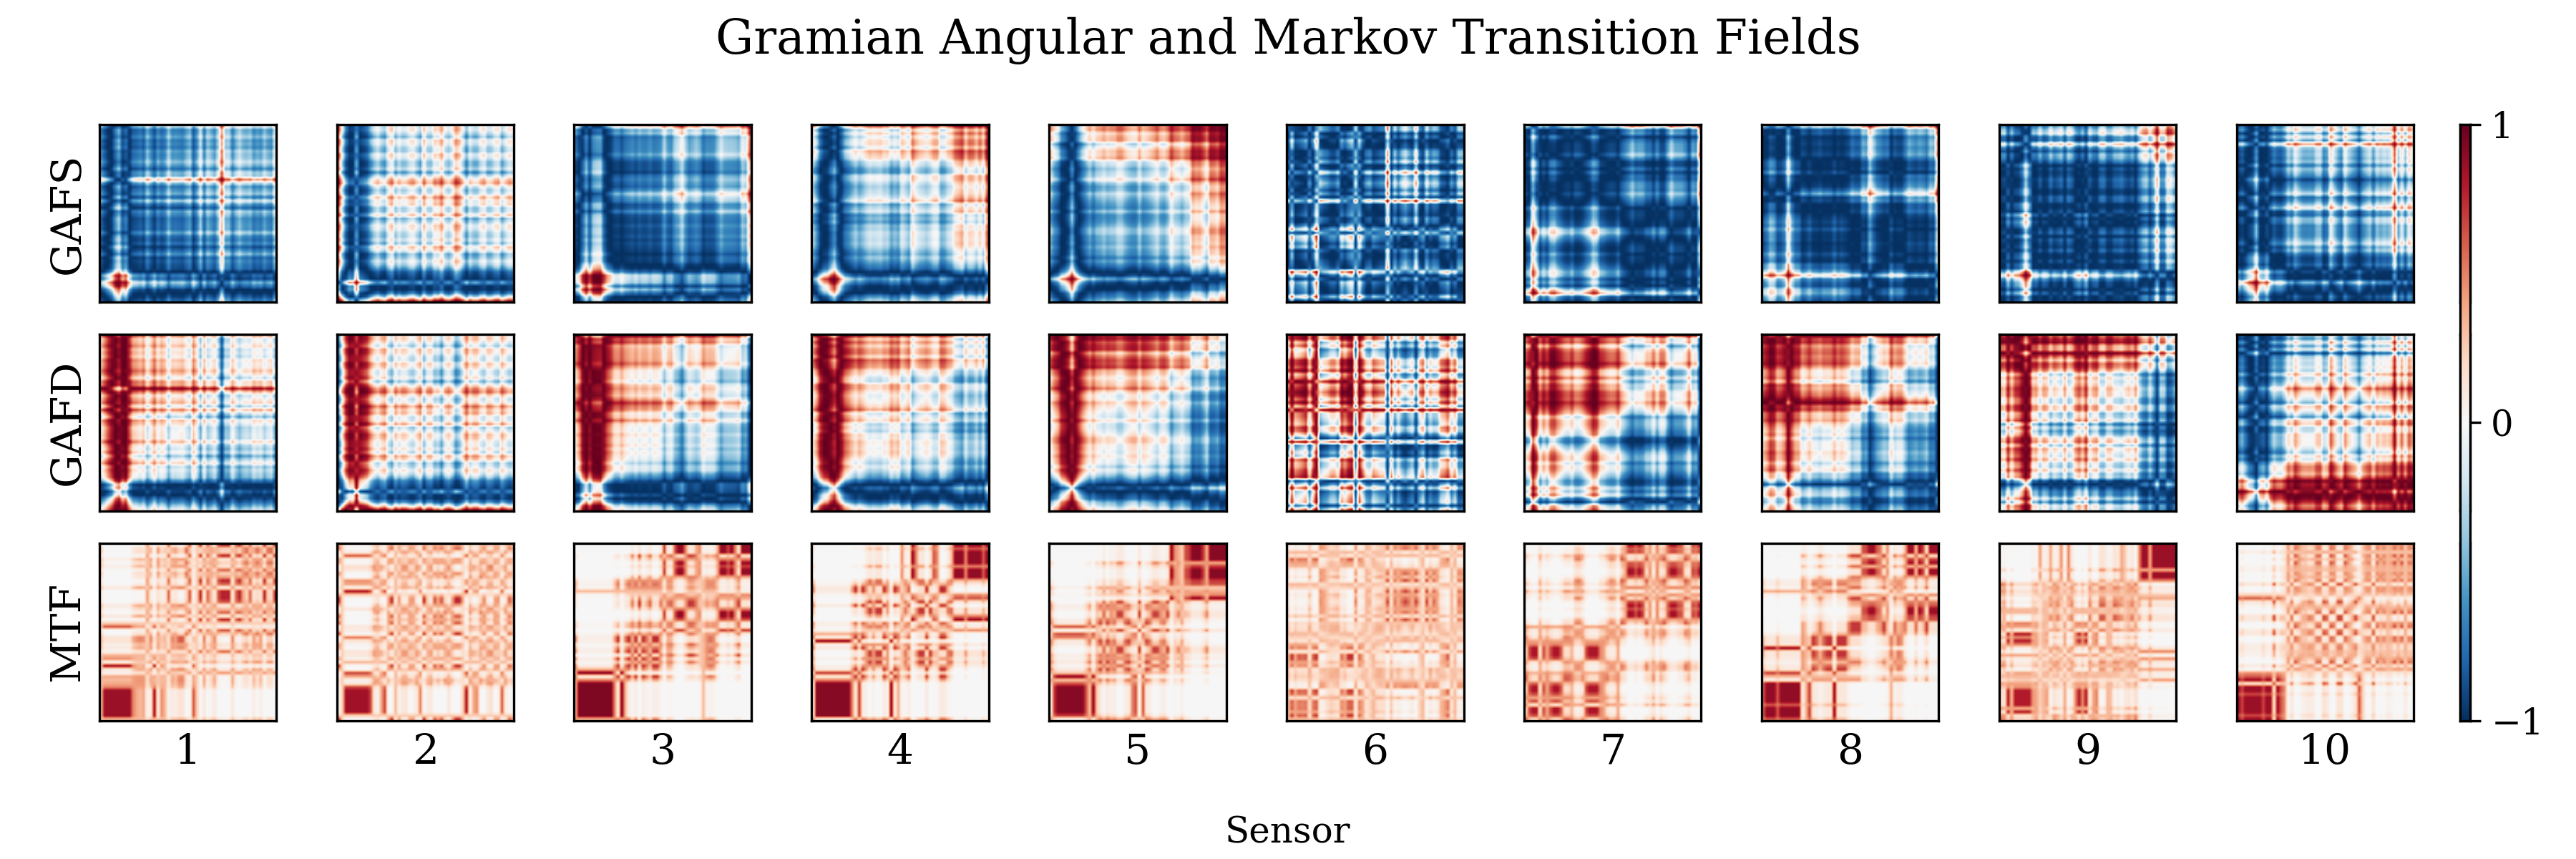 Gramian Angular and Markov Transition Fields
GAFS
GAFD
MTF
1 2 3 4 5 6 7 8 9 10
Sensor
1
0
−1